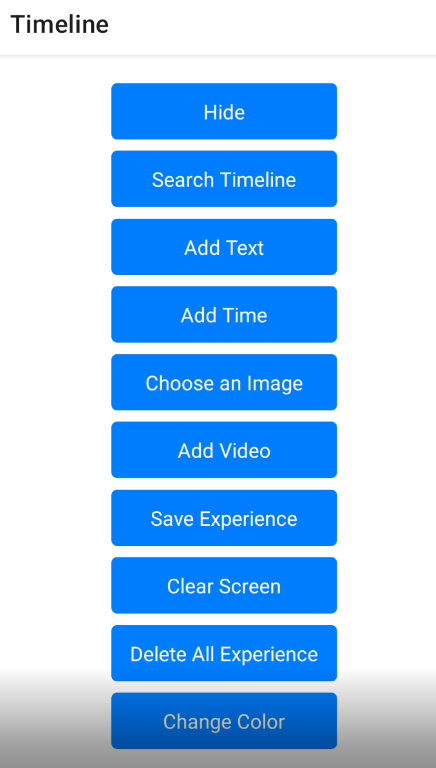 Timeline
Hide
Search Timeline
Add Text
Add Time
Choose an Image
Add Video
Save Experience
Clear Screen
Delete All Experience
Change Color